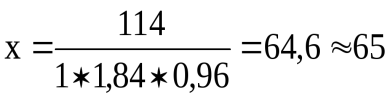 x = 114 / 1∗1,84∗0,96 = 64,6 ≈ 65